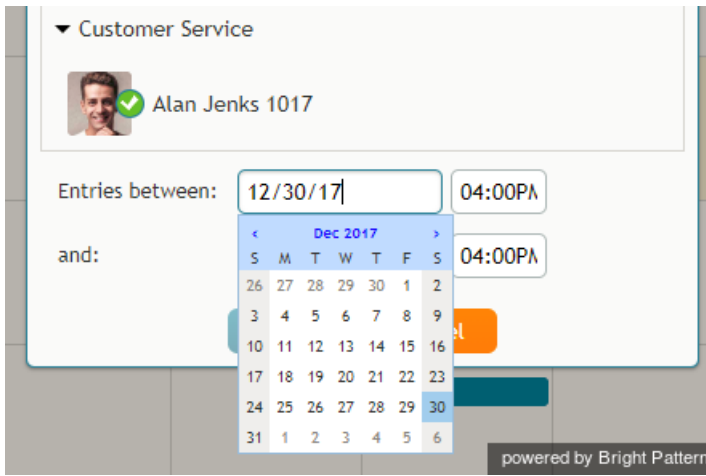 Customer Service
Alan Jenks 1017
Entries between: 12/30/17 04:00PM
‹ Dec 2017 ›
and: 04:00PM
S M T W T F S
26 27 28 29 30 1 2
3 4 5 6 7 8 9
10 11 12 13 14 15 16
17 18 19 20 21 22 23
24 25 26 27 28 29 30
31 1 2 3 4 5 6
powered by Bright Pattern